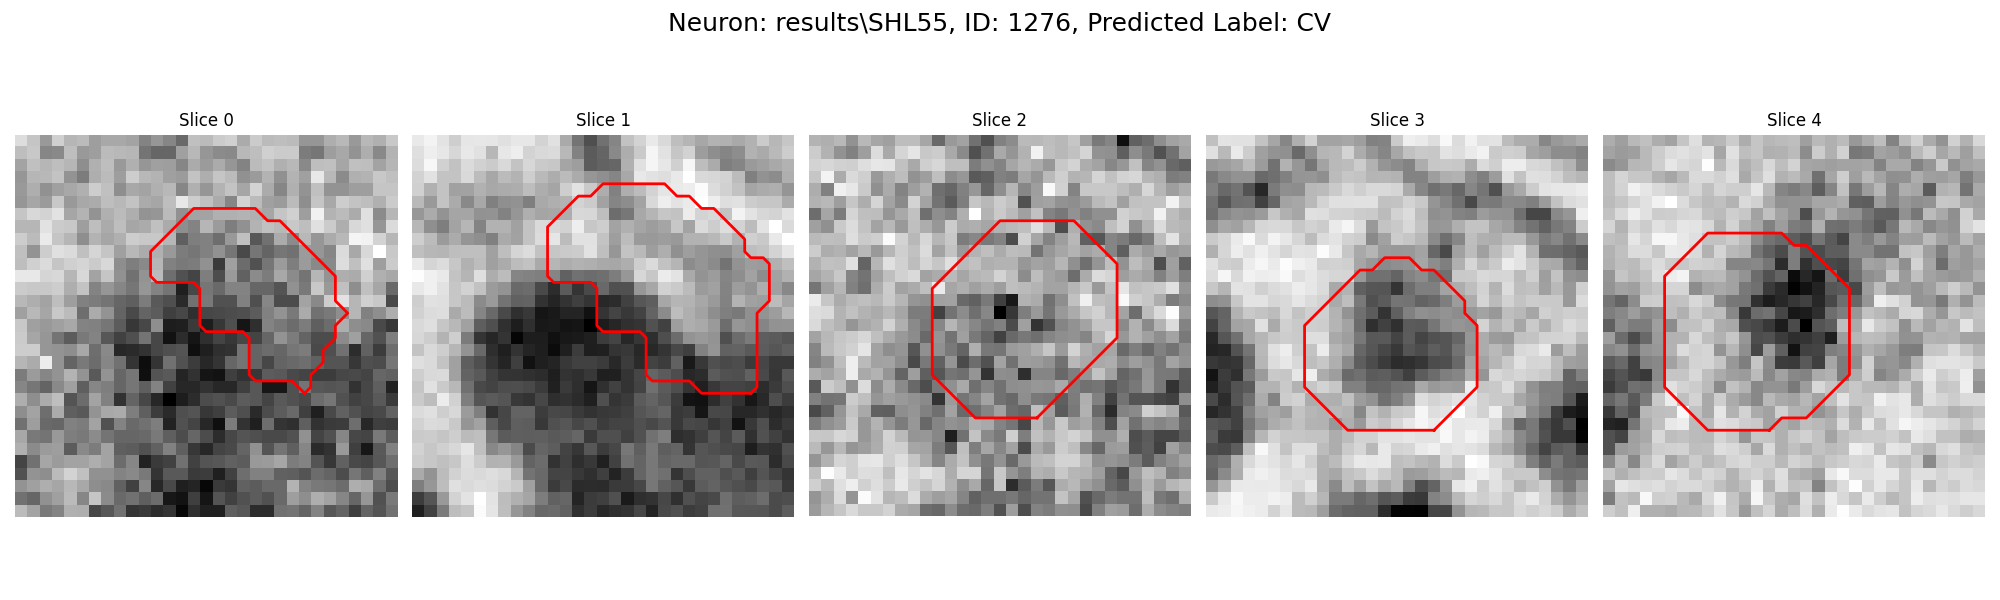 Neuron: results\SHL55, ID: 1276, Predicted Label: CV
Slice 0
Slice 1
Slice 2
Slice 3
Slice 4